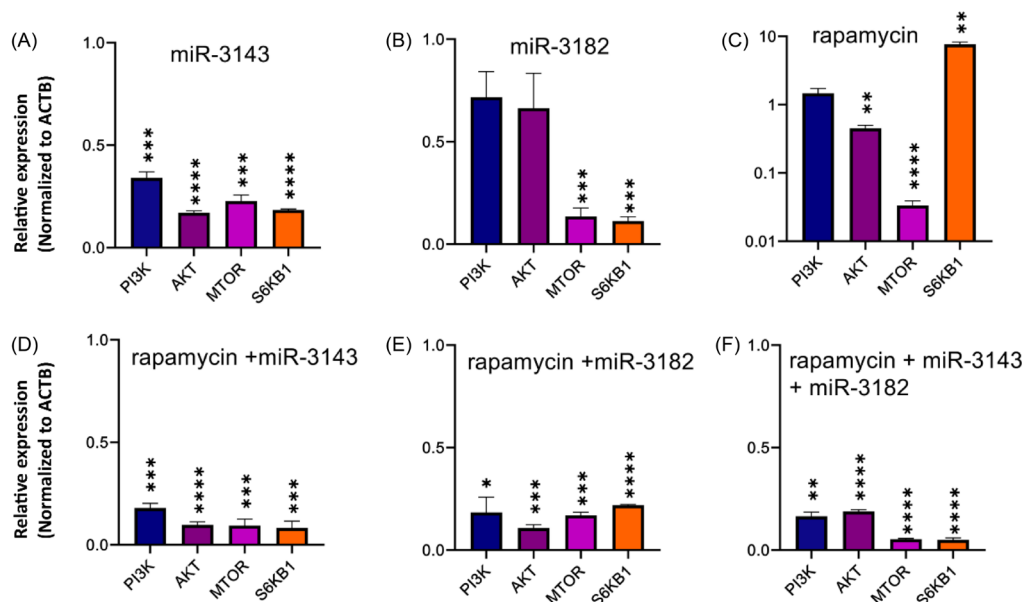 (A)
miR-3143
Relative expression
(Normalized to ACTB)
1.0
0.5
0.0
***
****
***
****
PI3K
AKT
MTOR
S6KB1
(B)
miR-3182
1.0
0.5
0.0
***
***
PI3K
AKT
MTOR
S6KB1
(C)
rapamycin
10
1
0.1
0.01
**
****
**
PI3K
AKT
MTOR
S6KB1
(D)
rapamycin +miR-3143
Relative expression
(Normalized to ACTB)
1.0
0.5
0.0
***
****
***
***
PI3K
AKT
MTOR
S6KB1
(E)
rapamycin +miR-3182
1.0
0.5
0.0
*
***
***
****
PI3K
AKT
MTOR
S6KB1
(F)
rapamycin + miR-3143
+ miR-3182
1.0
0.5
0.0
**
****
****
****
PI3K
AKT
MTOR
S6KB1